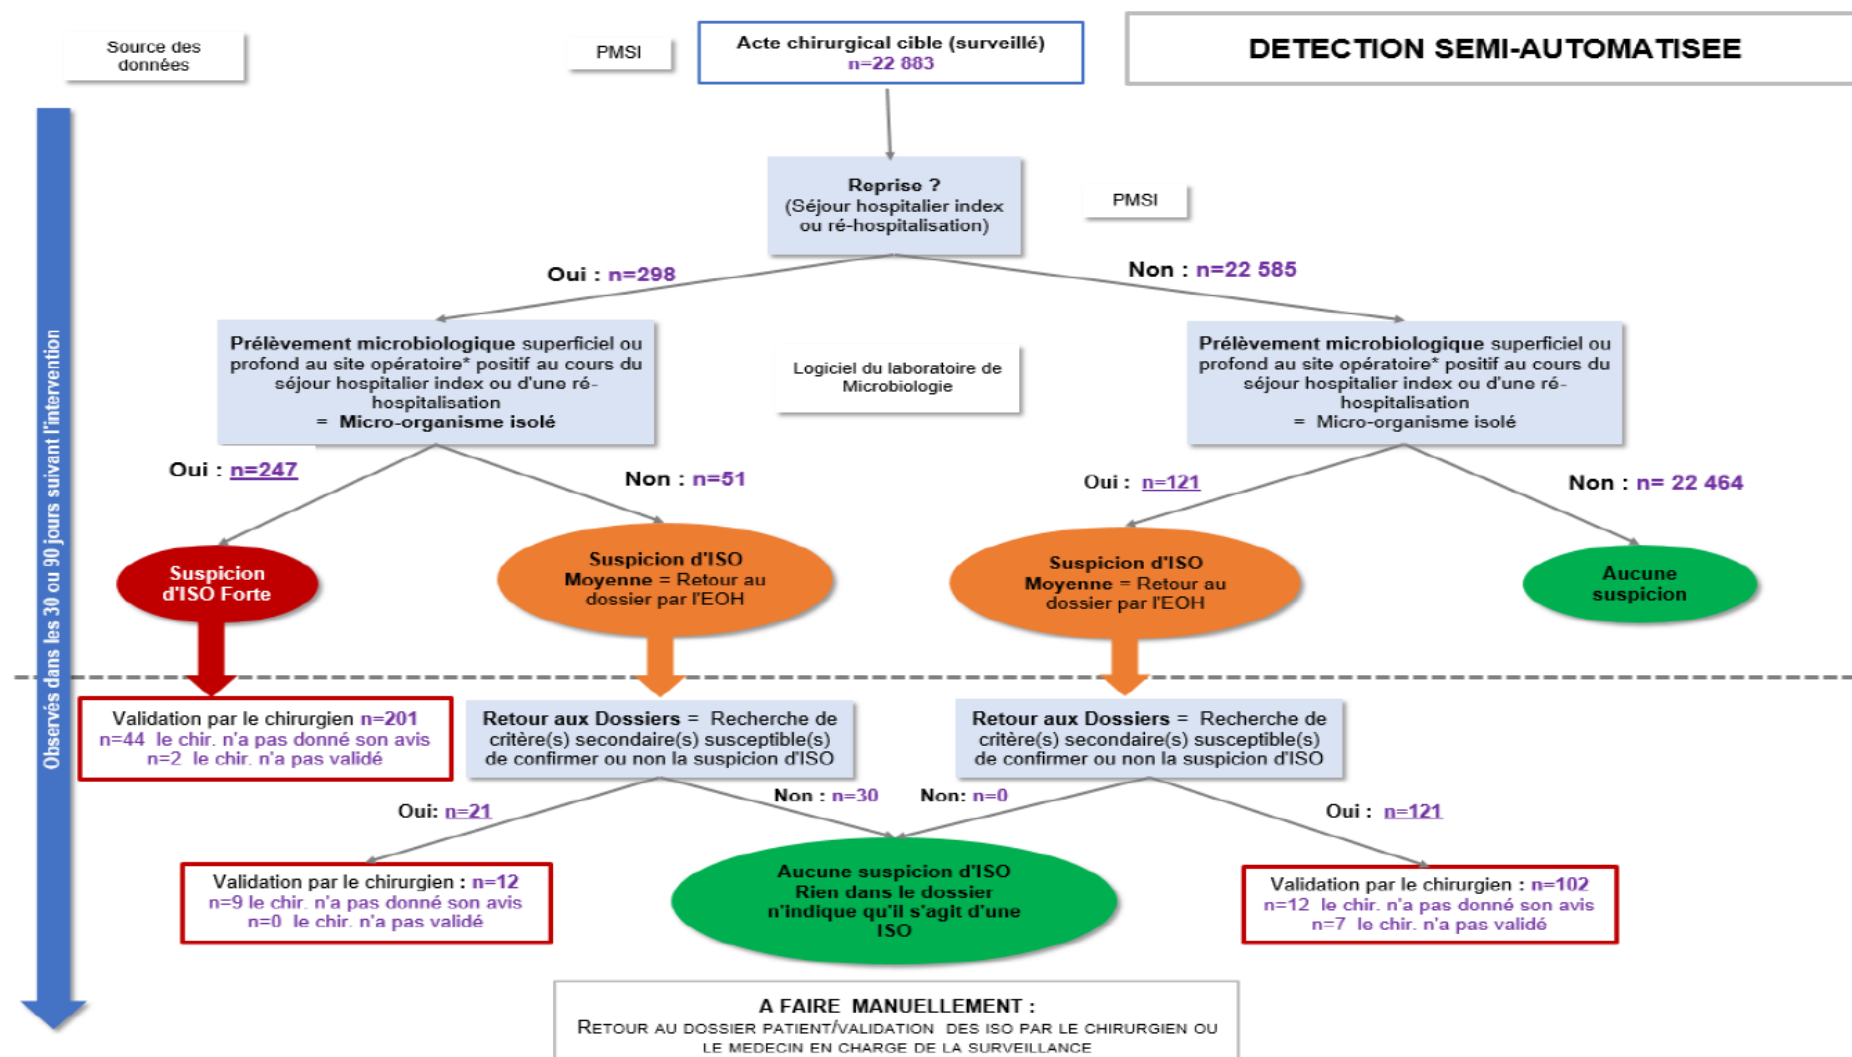 Source des
données
PMSI
Acte chirurgical cible (surveillé)
n=22 883
DETECTION SEMI-AUTOMATISEE
Reprise ?
(Séjour hospitalier index
ou ré-hospitalisation)
PMSI
Oui : n=298
Non : n=22 585
Prélèvement microbiologique superficiel ou
profond au site opératoire* positif au cours du
séjour hospitalier index ou d'une ré-
hospitalisation
= Micro-organisme isolé
Logiciel du laboratoire de
Microbiologie
Prélèvement microbiologique superficiel ou
profond au site opératoire* positif au cours du
séjour hospitalier index ou d'une ré-
hospitalisation
= Micro-organisme isolé
Oui : n=247
Non : n=51
Oui : n=121
Non : n= 22 464
Suspicion
d'ISO Forte
Suspicion d'ISO
Moyenne = Retour au
dossier par l'EOH
Suspicion d'ISO
Moyenne = Retour au
dossier par l'EOH
Aucune
suspicion
Observés dans les 30 ou 90 jours suivant l'intervention
Validation par le chirurgien n=201
n=44 le chir. n'a pas donné son avis
n=2 le chir. n'a pas validé
Retour aux Dossiers = Recherche de
critère(s) secondaire(s) susceptible(s)
de confirmer ou non la suspicion d'ISO
Retour aux Dossiers = Recherche de
critère(s) secondaire(s) susceptible(s)
de confirmer ou non la suspicion d'ISO
Oui: n=21
Non : n=30
Non: n=0
Oui : n=121
Validation par le chirurgien : n=12
n=9 le chir. n'a pas donné son avis
n=0 le chir. n'a pas validé
Aucune suspicion d'ISO
Rien dans le dossier
n'indique qu'il s'agit d'une
ISO
Validation par le chirurgien : n=102
n=12 le chir. n'a pas donné son avis
n=7 le chir. n'a pas validé
A FAIRE MANUELLEMENT :
RETOUR AU DOSSIER PATIENT/VALIDATION DES ISO PAR LE CHIRURGIEN OU
LE MEDECIN EN CHARGE DE LA SURVEILLANCE